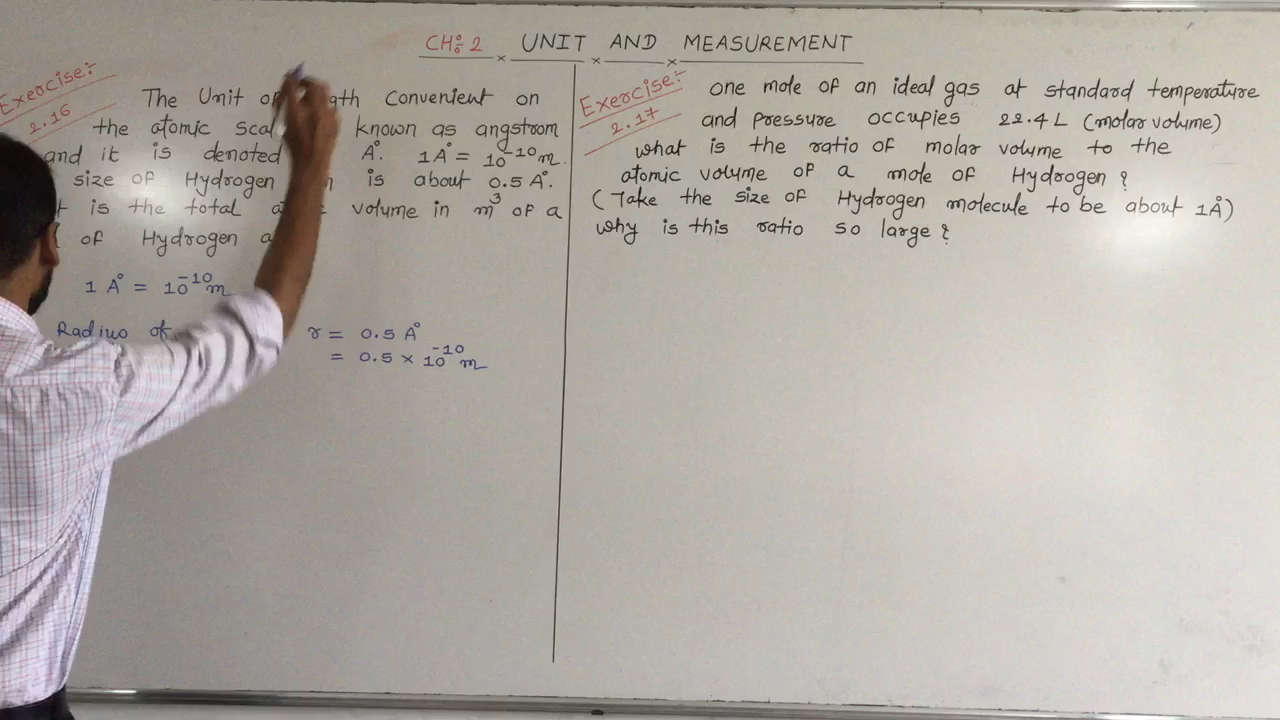 CH:- 2 UNIT AND MEASUREMENT
Exercise:-
2.16
The Unit of convenient on
the atomic known as angstrom
and it is denoted A°. 1A° = 10⁻¹⁰m.
size of Hydrogen is about 0.5 A°.
is the total volume in m³ of a
of Hydrogen
1 A° = 10⁻¹⁰m
Radius of r = 0.5 A°
= 0.5 × 10⁻¹⁰ m
Exercise:-
2.17
one mole of an ideal gas at standard temperature
and pressure occupies 22.4 L (molar volume)
what is the ratio of molar volume to the
atomic volume of a mole of Hydrogen ?
(Take the size of Hydrogen molecule to be about 1Å)
why is this ratio so large ?